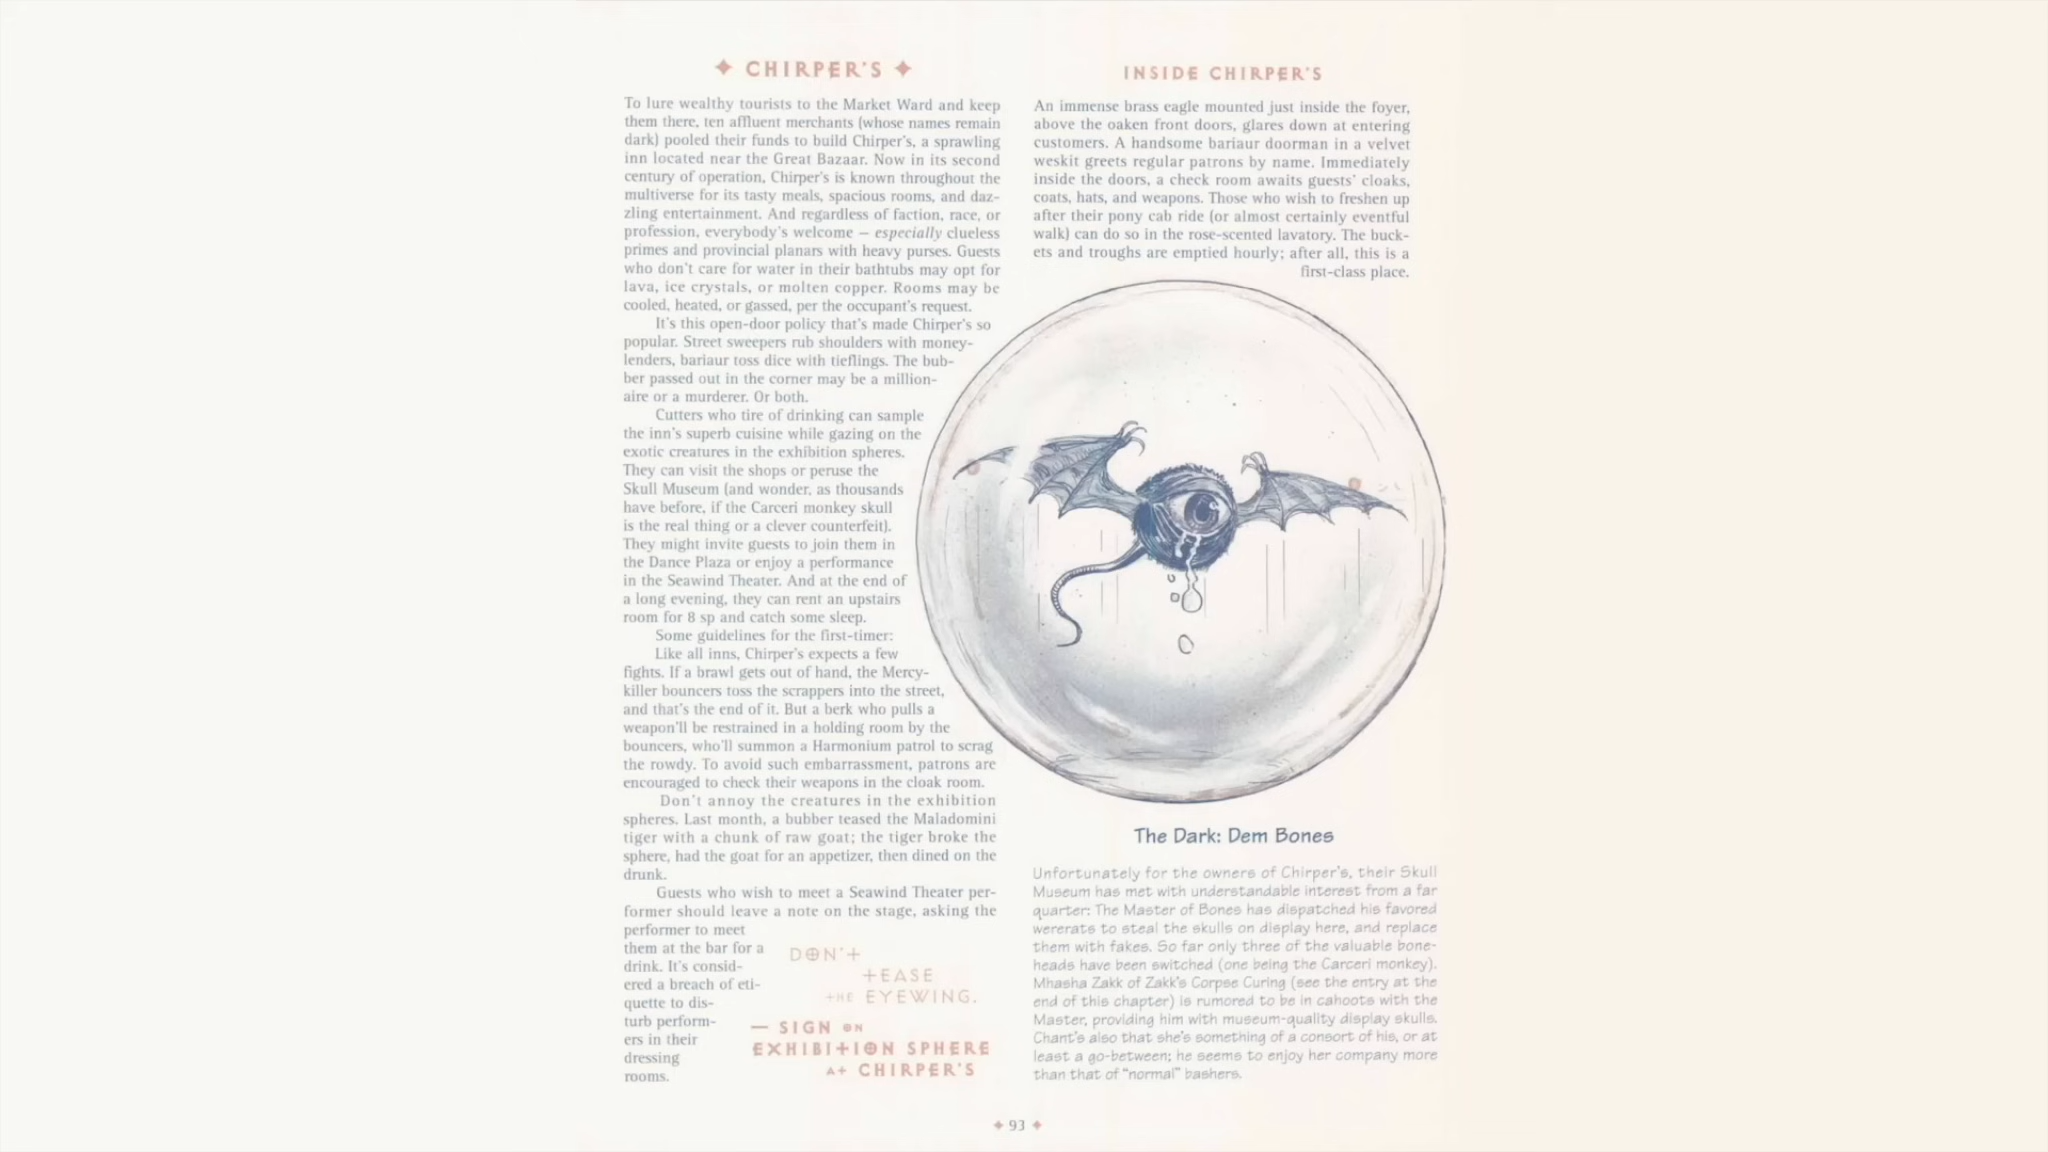 CHIRPER'S
To lure wealthy tourists to the Market Ward and keep
them there, ten affluent merchants (whose names remain
dark) pooled their funds to build Chirper's, a sprawling
inn located near the Great Bazaar. Now in its second
century of operation, Chirper's is known throughout the
multiverse for its tasty meals, spacious rooms, and daz-
zling entertainment. And regardless of faction, race, or
profession, everybody's welcome — especially clueless
primes and provincial planars with heavy purses. Guests
who don't care for water in their bathtubs may opt for
lava, ice crystals, or molten copper. Rooms may be
cooled, heated, or gassed, per the occupant's request.
It's this open-door policy that's made Chirper's so
popular. Street sweepers rub shoulders with money-
lenders, bariaur toss dice with tieflings. The bub-
ber passed out in the corner may be a million-
aire or a murderer. Or both.
Cutters who tire of drinking can sample
the inn's superb cuisine while gazing on the
exotic creatures in the exhibition spheres.
They can visit the shops or peruse the
Skull Museum (and wonder, as thousands
have before, if the Carceri monkey skull
is the real thing or a clever counterfeit).
They might invite guests to join them in
the Dance Plaza or enjoy a performance
in the Seawind Theater. And at the end of
a long evening, they can rent an upstairs
room for 8 sp and catch some sleep.
Some guidelines for the first-timer:
Like all inns, Chirper's expects a few
fights. If a brawl gets out of hand, the Mercy-
killer bouncers toss the scrappers into the street,
and that's the end of it. But a berk who pulls a
weapon'll be restrained in a holding room by the
bouncers, who'll summon a Harmonium patrol to scrag
the rowdy. To avoid such embarrassment, patrons are
encouraged to check their weapons in the cloak room.
Don't annoy the creatures in the exhibition
spheres. Last month, a bubber teased the Maladomini
tiger with a chunk of raw goat; the tiger broke the
sphere, had the goat for an appetizer, then dined on the
drunk.
Guests who wish to meet a Seawind Theater per-
former should leave a note on the stage, asking the
performer to meet
them at the bar for a
drink. It's consid-
ered a breach of eti-
quette to dis-
turb perform-
ers in their
dressing
rooms.
DON'T
TEASE
THE EYEWING.
— SIGN ON
EXHIBITION SPHERE
AT CHIRPER'S
INSIDE CHIRPER'S
An immense brass eagle mounted just inside the foyer,
above the oaken front doors, glares down at entering
customers. A handsome bariaur doorman in a velvet
weskit greets regular patrons by name. Immediately
inside the doors, a check room awaits guests' cloaks,
coats, hats, and weapons. Those who wish to freshen up
after their pony cab ride (or almost certainly eventful
walk) can do so in the rose-scented lavatory. The buck-
ets and troughs are emptied hourly; after all, this is a
first-class place.
The Dark: Dem Bones
Unfortunately for the owners of Chirper's, their Skull
Museum has met with understandable interest from a far
quarter: The Master of Bones has dispatched his favored
wererats to steal the skulls on display here, and replace
them with fakes. So far only three of the valuable bone-
heads have been switched (one being the Carceri monkey).
Mhasha Zakk of Zakk's Corpse Curing (see the entry at the
end of this chapter) is rumored to be in cahoots with the
Master, providing him with museum-quality display skulls.
Chant's also that she's something of a consort of his, or at
least a go-between; he seems to enjoy her company more
than that of "normal" bashers.
93